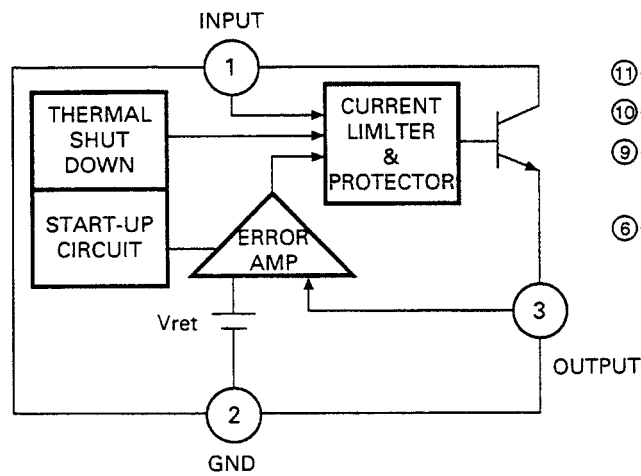 INPUT
1
THERMAL
SHUT
DOWN
START-UP
CIRCUIT
CURRENT
LIMLTER
&
PROTECTOR
ERROR
AMP
Vret
3
OUTPUT
2
GND
11
10
9
6